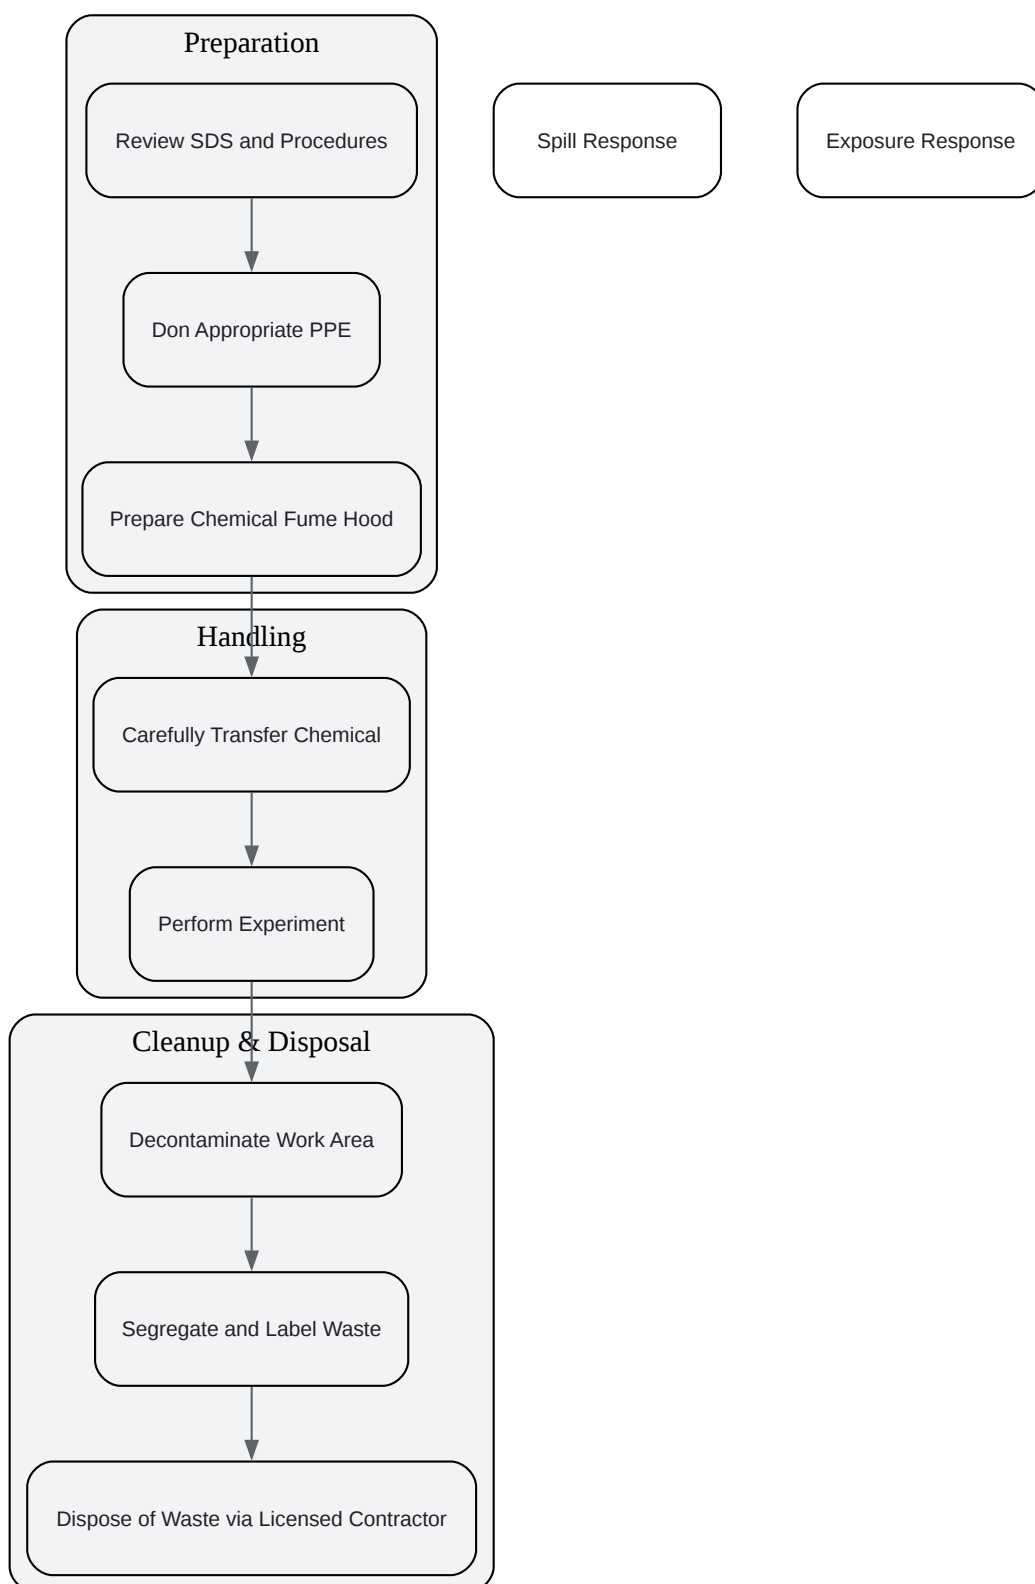 Preparation
Review SDS and Procedures
Spill Response
Exposure Response
Don Appropriate PPE
Prepare Chemical Fume Hood
Handling
Carefully Transfer Chemical
Perform Experiment
Cleanup & Disposal
Decontaminate Work Area
Segregate and Label Waste
Dispose of Waste via Licensed Contractor